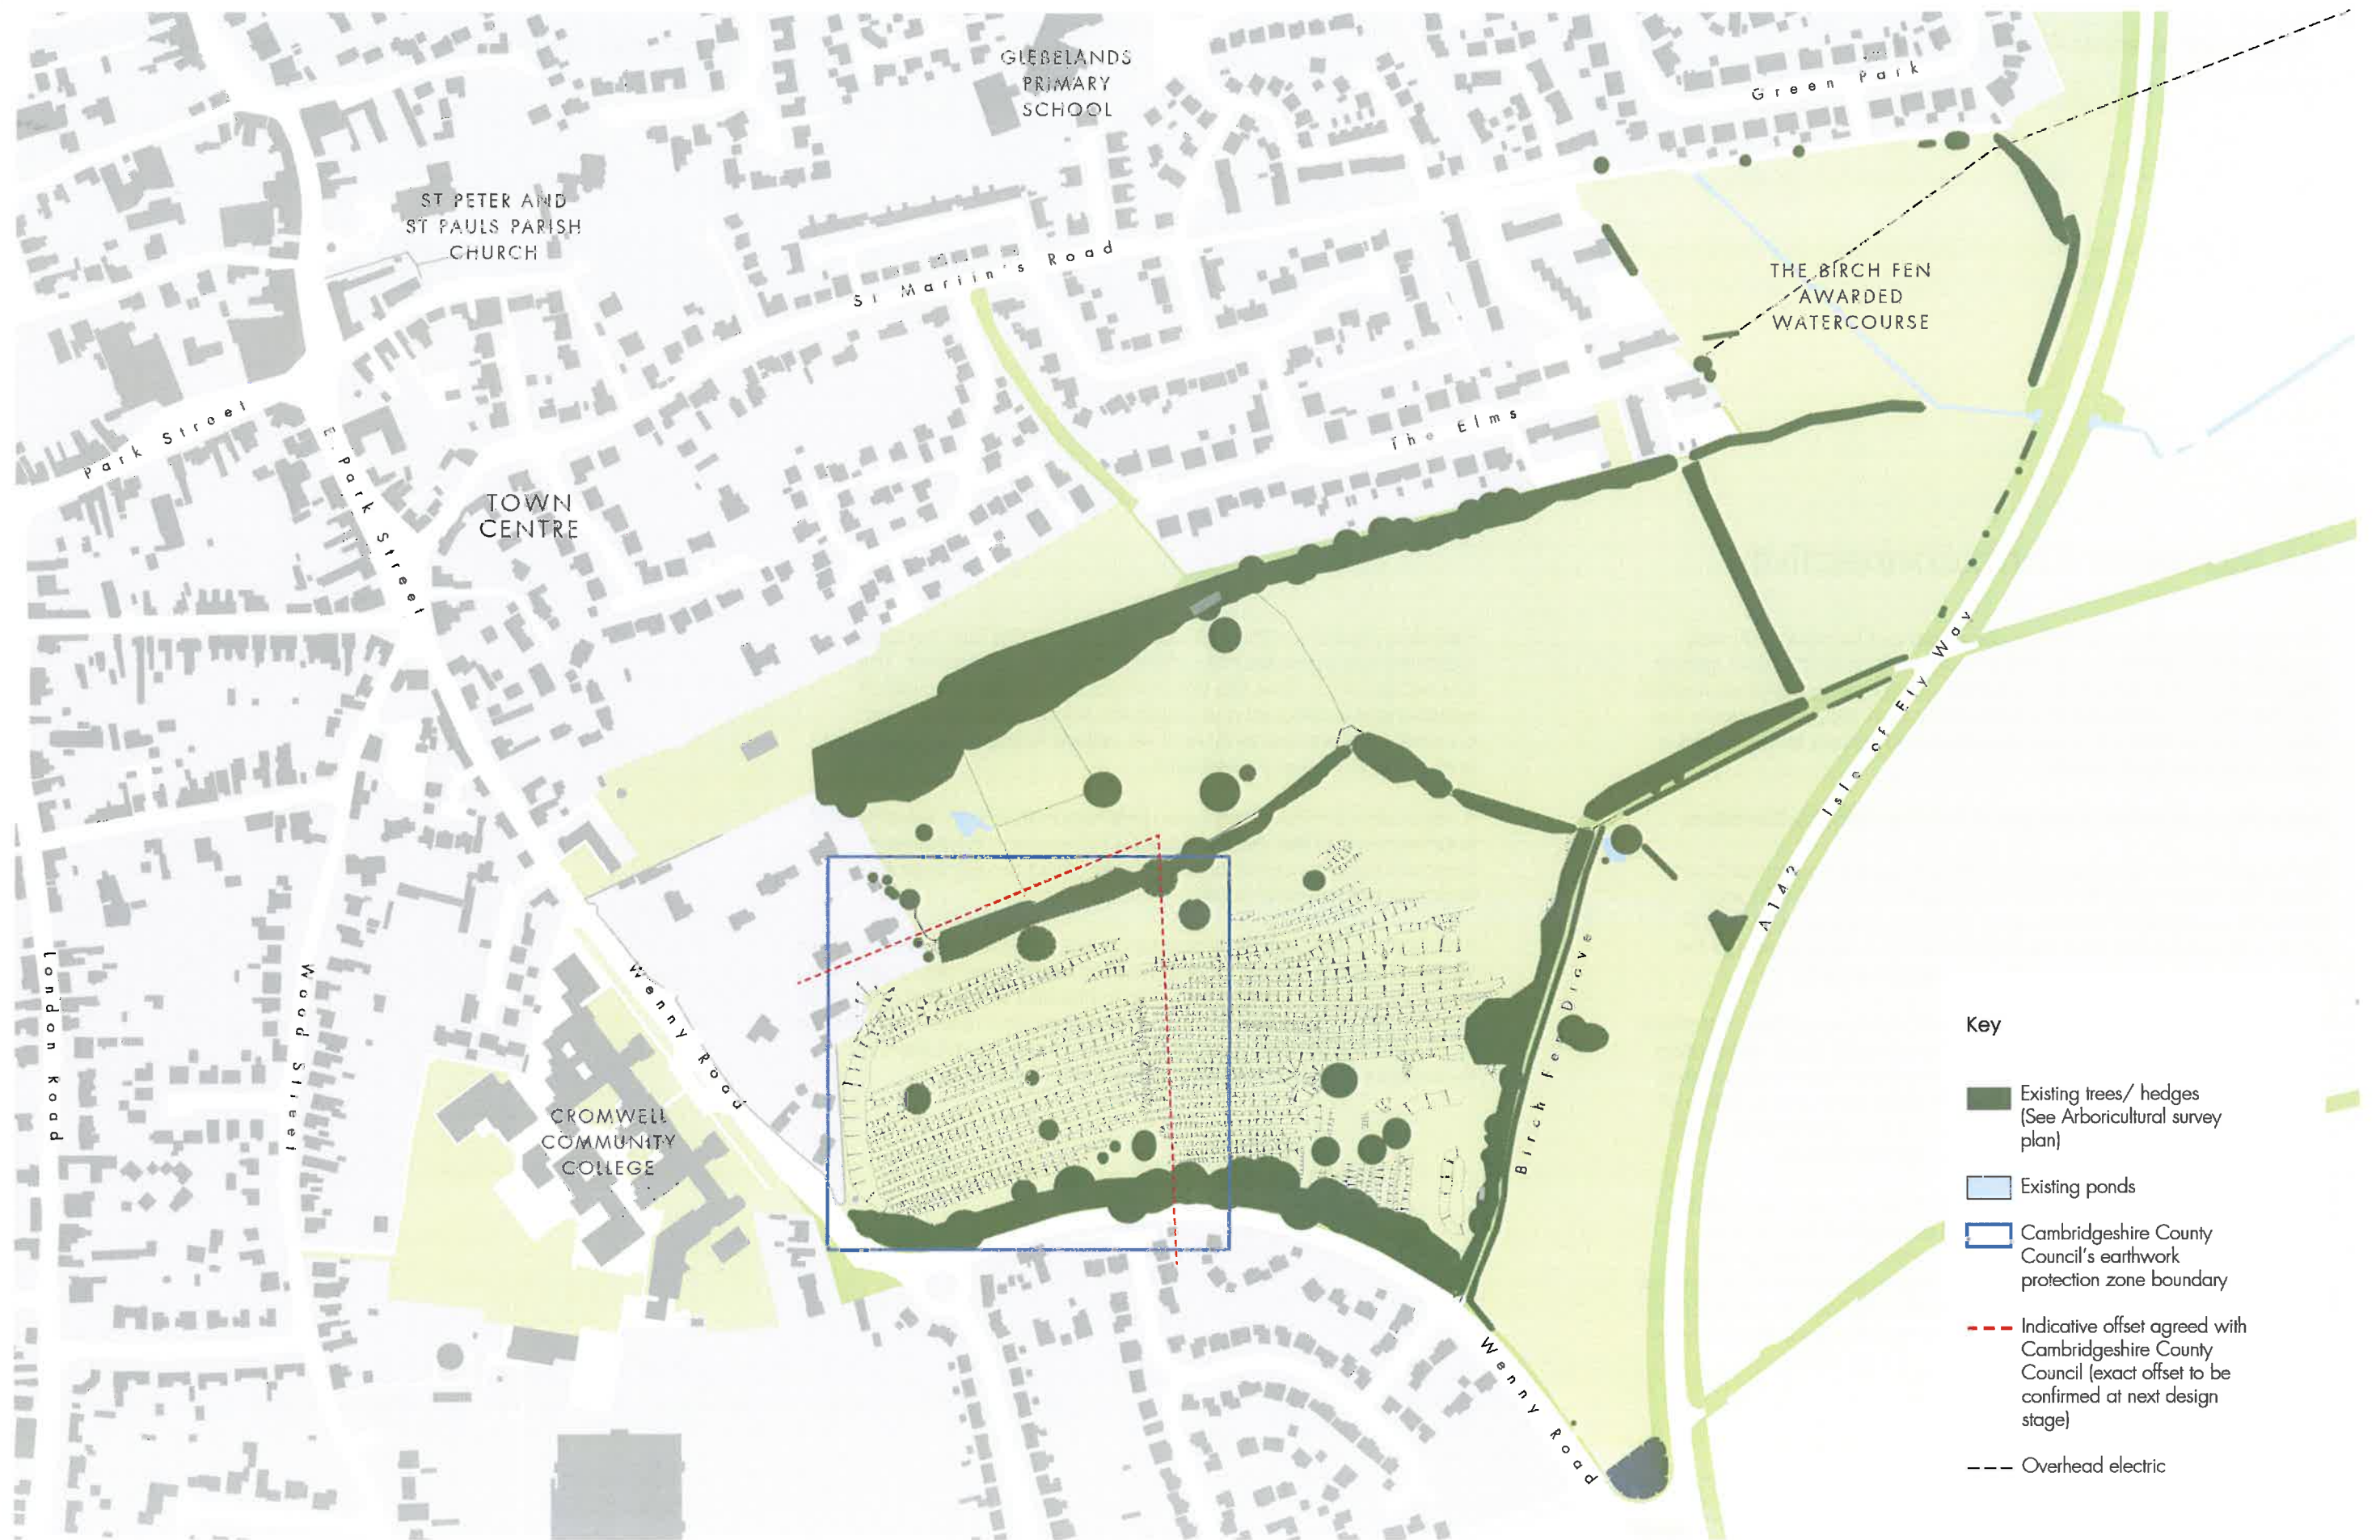 GLEBELANDS
PRIMARY
SCHOOL
Green Park
ST PETER AND
ST PAULS PARISH
CHURCH
St Martin's Road
THE BIRCH FEN
AWARDED
WATERCOURSE
Park Street
E Park Street
The Elms
TOWN
CENTRE
A142 Isle of Ely Way
Birch Fen Drove
London Road
Wood Street
Wenny Road
CROMWELL
COMMUNITY
COLLEGE
Wenny Road
Key
Existing trees/ hedges
(See Arboricultural survey
plan)
Existing ponds
Cambridgeshire County
Council's earthwork
protection zone boundary
Indicative offset agreed with
Cambridgeshire County
Council (exact offset to be
confirmed at next design
stage)
Overhead electric